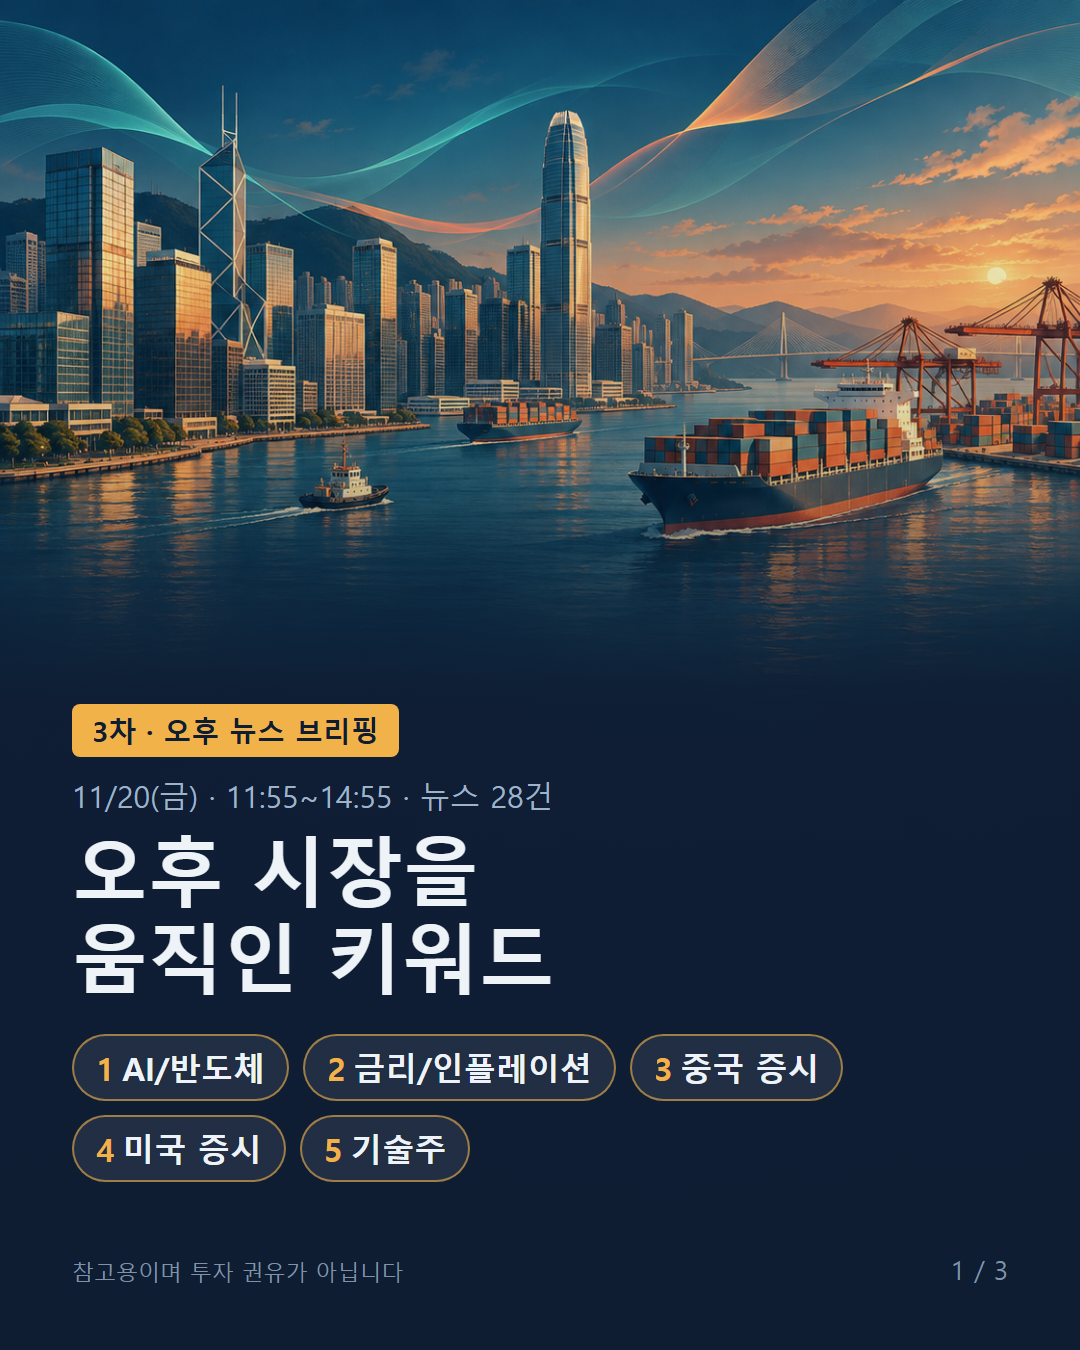 3차 · 오후 뉴스 브리핑
11/20(금) · 11:55~14:55 · 뉴스 28건
오후 시장을
움직인 키워드
1 AI/반도체 2 금리/인플레이션 3 중국 증시
4 미국 증시 5 기술주
참고용이며 투자 권유가 아닙니다 1 / 3